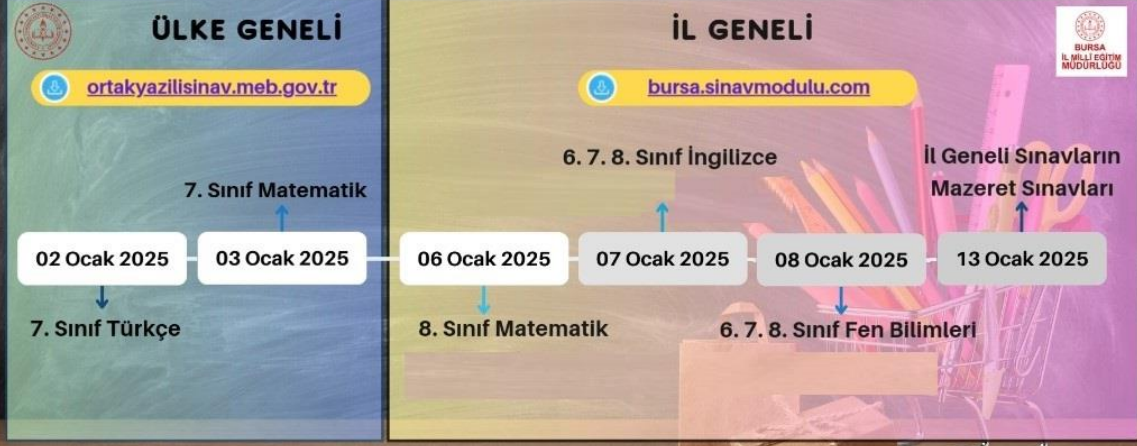 ÜLKE GENELİ
ortakyazilisinav.meb.gov.tr
7. Sınıf Matematik
02 Ocak 2025
03 Ocak 2025
7. Sınıf Türkçe
İL GENELİ
BURSA
İL MİLLİ EĞİTİM
MÜDÜRLÜĞÜ
bursa.sinavmodulu.com
6. 7. 8. Sınıf İngilizce
İl Geneli Sınavların
Mazeret Sınavları
06 Ocak 2025
07 Ocak 2025
08 Ocak 2025
13 Ocak 2025
8. Sınıf Matematik
6. 7. 8. Sınıf Fen Bilimleri